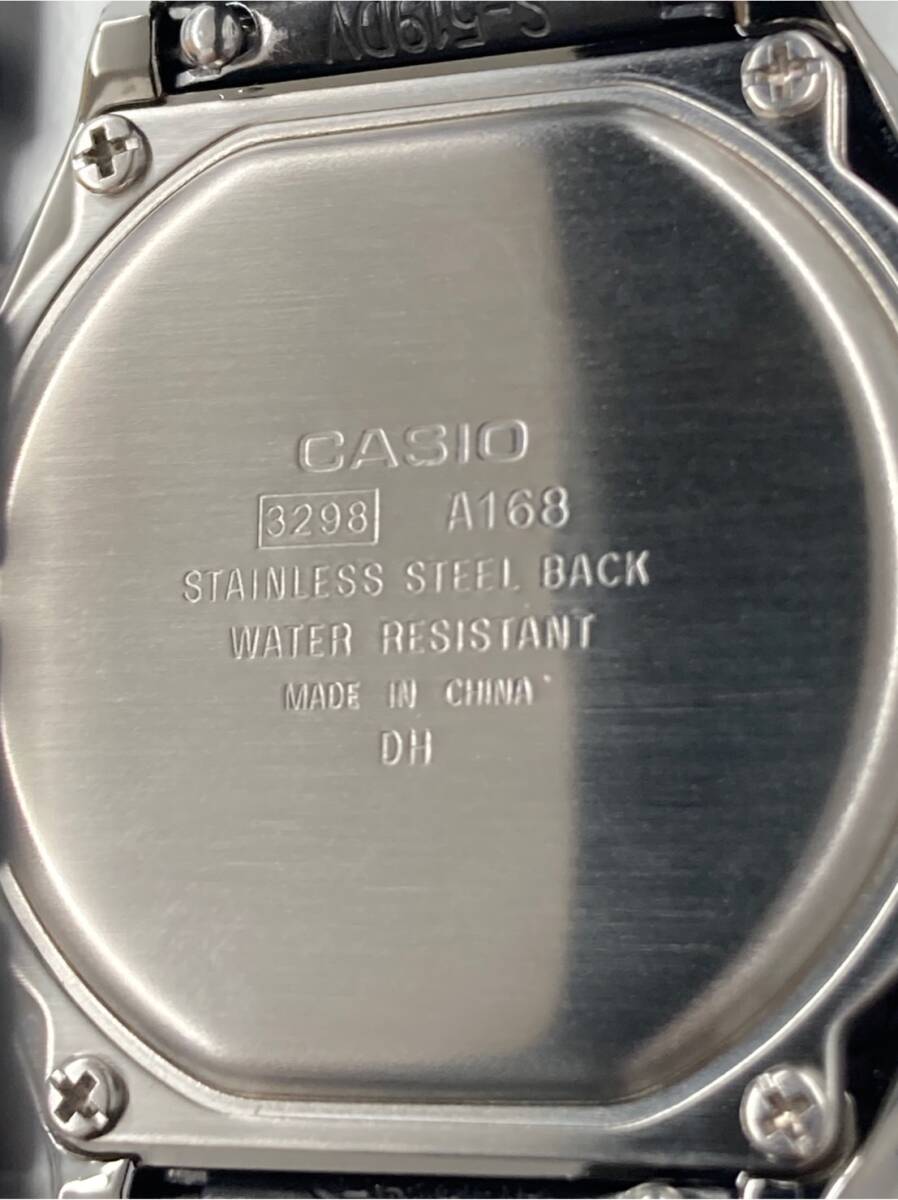 S-519DV
CASIO
3298 A168
STAINLESS STEEL BACK
WATER RESISTANT
MADE IN CHINA
DH